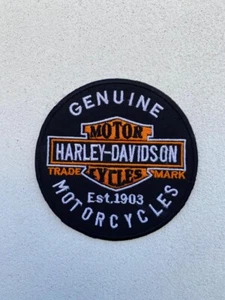 GENUINE
MOTOR
HARLEY-DAVIDSON
TRADE MARK
CYCLES
Est.1903
MOTORCYCLES